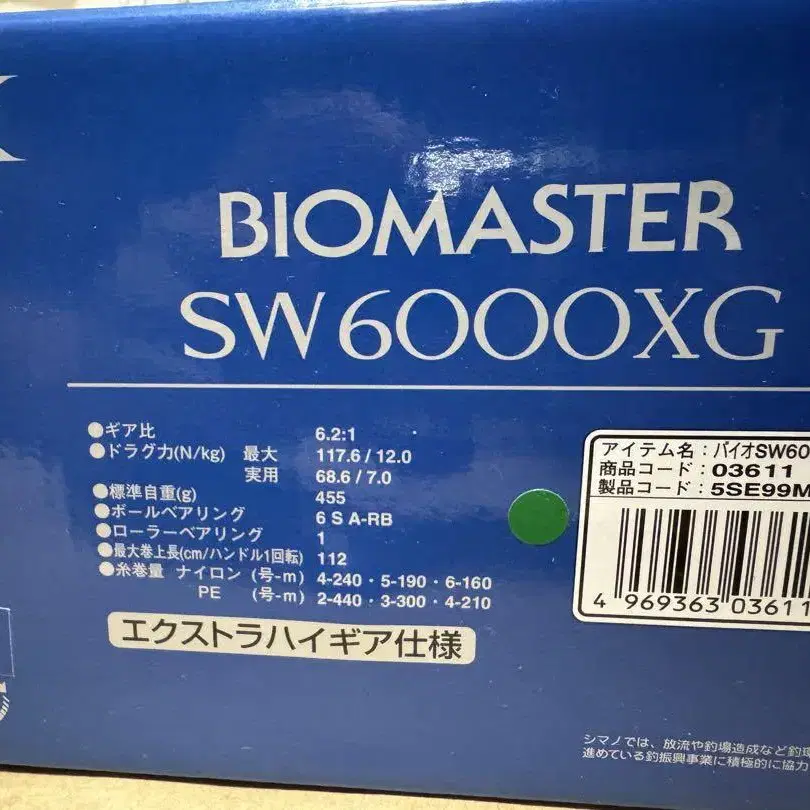 BIOMASTER
SW6000XG
●ギア比 6.2:1
●ドラグ力(N/kg) 最大 117.6 / 12.0
実用 68.6 / 7.0
●標準自重(g) 455
●ボールベアリング 6 S A-RB
●ローラーベアリング 1
●最大巻上長(cm/ハンドル1回転) 112
●糸巻量 ナイロン (号-m) 4-240・5-190・6-160
PE (号-m) 2-440・3-300・4-210
エクストラハイギア仕様
アイテム名:バイオSW60
商品コード:03611
製品コード:5SE99M
4 969363 03611
シマノでは、放流や釣場造成など釣環
進めている釣振興事業に積極的に協力